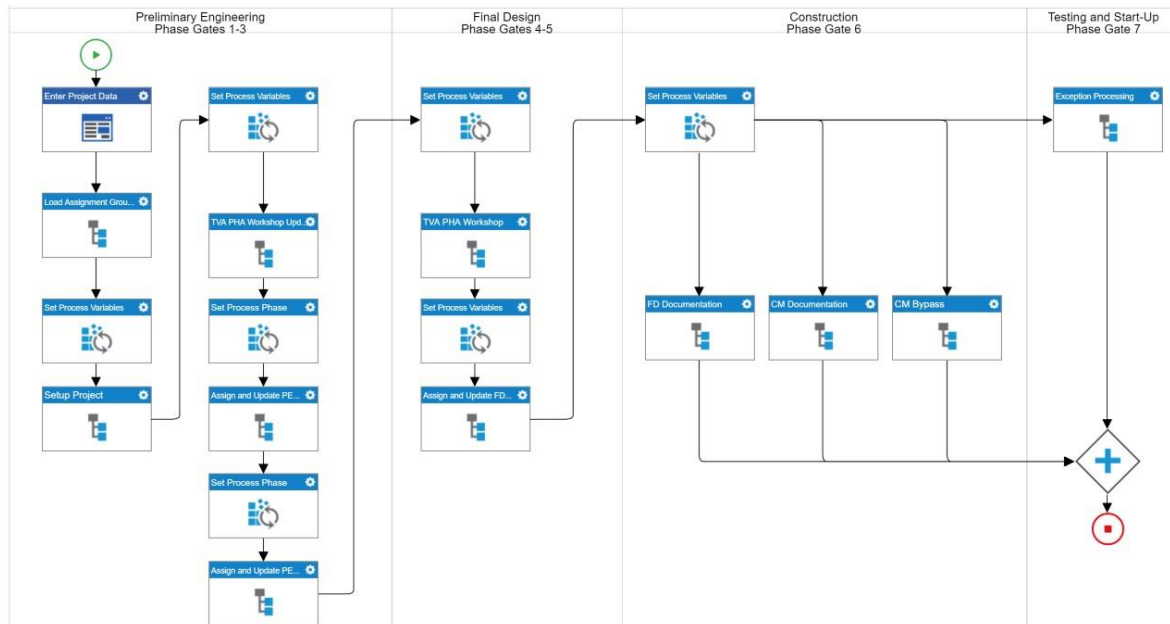 Preliminary Engineering
Phase Gates 1-3
Final Design
Phase Gates 4-5
Construction
Phase Gate 6
Testing and Start-Up
Phase Gate 7
Enter Project Data
Load Assignment Grou...
Set Process Variables
Setup Project
Set Process Variables
TVA PHA Workshop Upd...
Set Process Phase
Assign and Update PE...
Set Process Phase
Assign and Update PE...
Set Process Variables
TVA PHA Workshop
Set Process Variables
Assign and Update FD...
Set Process Variables
FD Documentation
CM Documentation
CM Bypass
Exception Processing